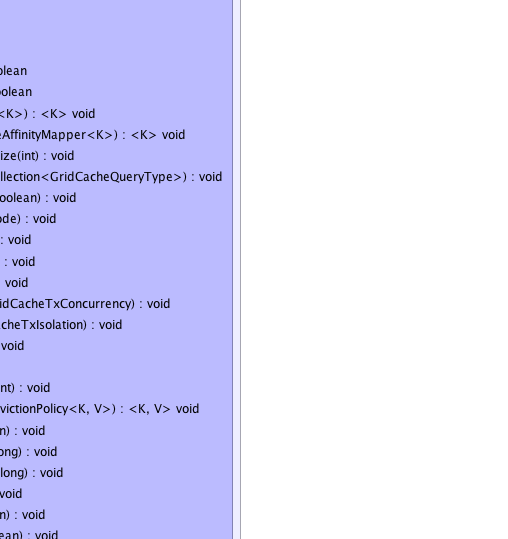 olean
oolean
<K>) : <K> void
eAffinityMapper<K>) : <K> void
ize(int) : void
llection<GridCacheQueryType>) : void
oolean) : void
ode) : void
: void
: void
void
idCacheTxConcurrency) : void
cheTxIsolation) : void
void
nt) : void
victionPolicy<K, V>) : <K, V> void
n) : void
ong) : void
long) : void
void
n) : void
ean) : void